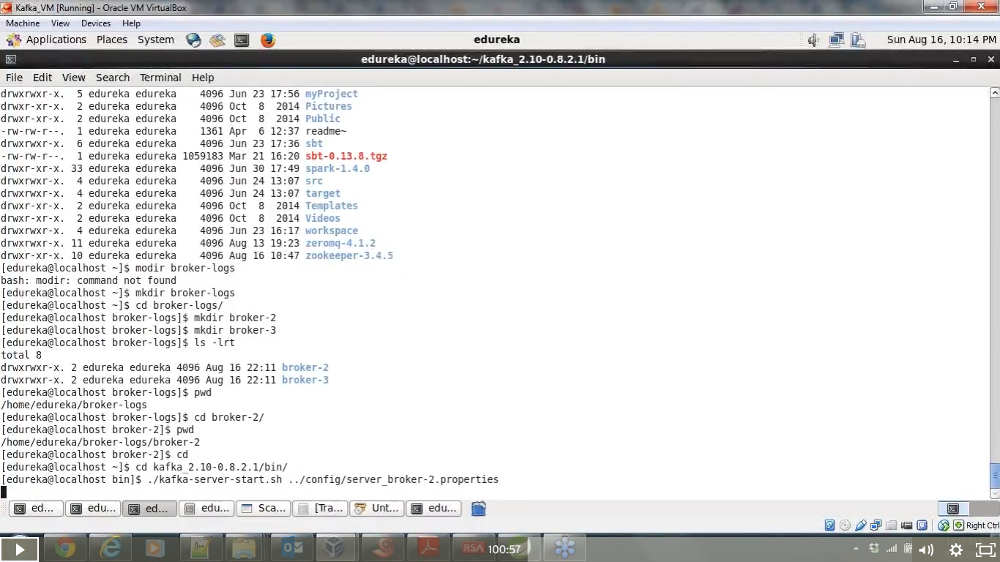 Kafka_VM [Running] - Oracle VM VirtualBox
Machine View Devices Help
Applications Places System edureka Sun Aug 16, 10:14 PM
edureka@localhost:~/kafka_2.10-0.8.2.1/bin
File Edit View Search Terminal Help
drwxrwxr-x. 5 edureka edureka 4096 Jun 23 17:56 myProject
drwxr-xr-x. 2 edureka edureka 4096 Oct 8 2014 Pictures
drwxr-xr-x. 2 edureka edureka 4096 Oct 8 2014 Public
-rw-rw-r--. 1 edureka edureka 1361 Apr 6 12:37 readme~
drwxrwxr-x. 6 edureka edureka 4096 Jun 23 17:36 sbt
-rw-rw-r--. 1 edureka edureka 1059183 Mar 21 16:20 sbt-0.13.8.tgz
drwxr-xr-x. 33 edureka edureka 4096 Jun 30 17:49 spark-1.4.0
drwxrwxr-x. 4 edureka edureka 4096 Jun 24 13:07 src
drwxrwxr-x. 4 edureka edureka 4096 Jun 24 13:07 target
drwxr-xr-x. 2 edureka edureka 4096 Oct 8 2014 Templates
drwxr-xr-x. 2 edureka edureka 4096 Oct 8 2014 Videos
drwxrwxr-x. 4 edureka edureka 4096 Jun 23 16:17 workspace
drwxrwxr-x. 11 edureka edureka 4096 Aug 13 19:23 zeromq-4.1.2
drwxr-xr-x. 10 edureka edureka 4096 Aug 16 10:47 zookeeper-3.4.5
[edureka@localhost ~]$ modir broker-logs
bash: modir: command not found
[edureka@localhost ~]$ mkdir broker-logs
[edureka@localhost ~]$ cd broker-logs/
[edureka@localhost broker-logs]$ mkdir broker-2
[edureka@localhost broker-logs]$ mkdir broker-3
[edureka@localhost broker-logs]$ ls -lrt
total 8
drwxrwxr-x. 2 edureka edureka 4096 Aug 16 22:11 broker-2
drwxrwxr-x. 2 edureka edureka 4096 Aug 16 22:11 broker-3
[edureka@localhost broker-logs]$ pwd
/home/edureka/broker-logs
[edureka@localhost broker-logs]$ cd broker-2/
[edureka@localhost broker-2]$ pwd
/home/edureka/broker-logs/broker-2
[edureka@localhost broker-2]$ cd
[edureka@localhost ~]$ cd kafka_2.10-0.8.2.1/bin/
[edureka@localhost bin]$ ./kafka-server-start.sh ../config/server_broker-2.properties
ed... edu... ed... edu... Sca... [Tra... Unt... edu...
Right Ctrl
RSA 100:57